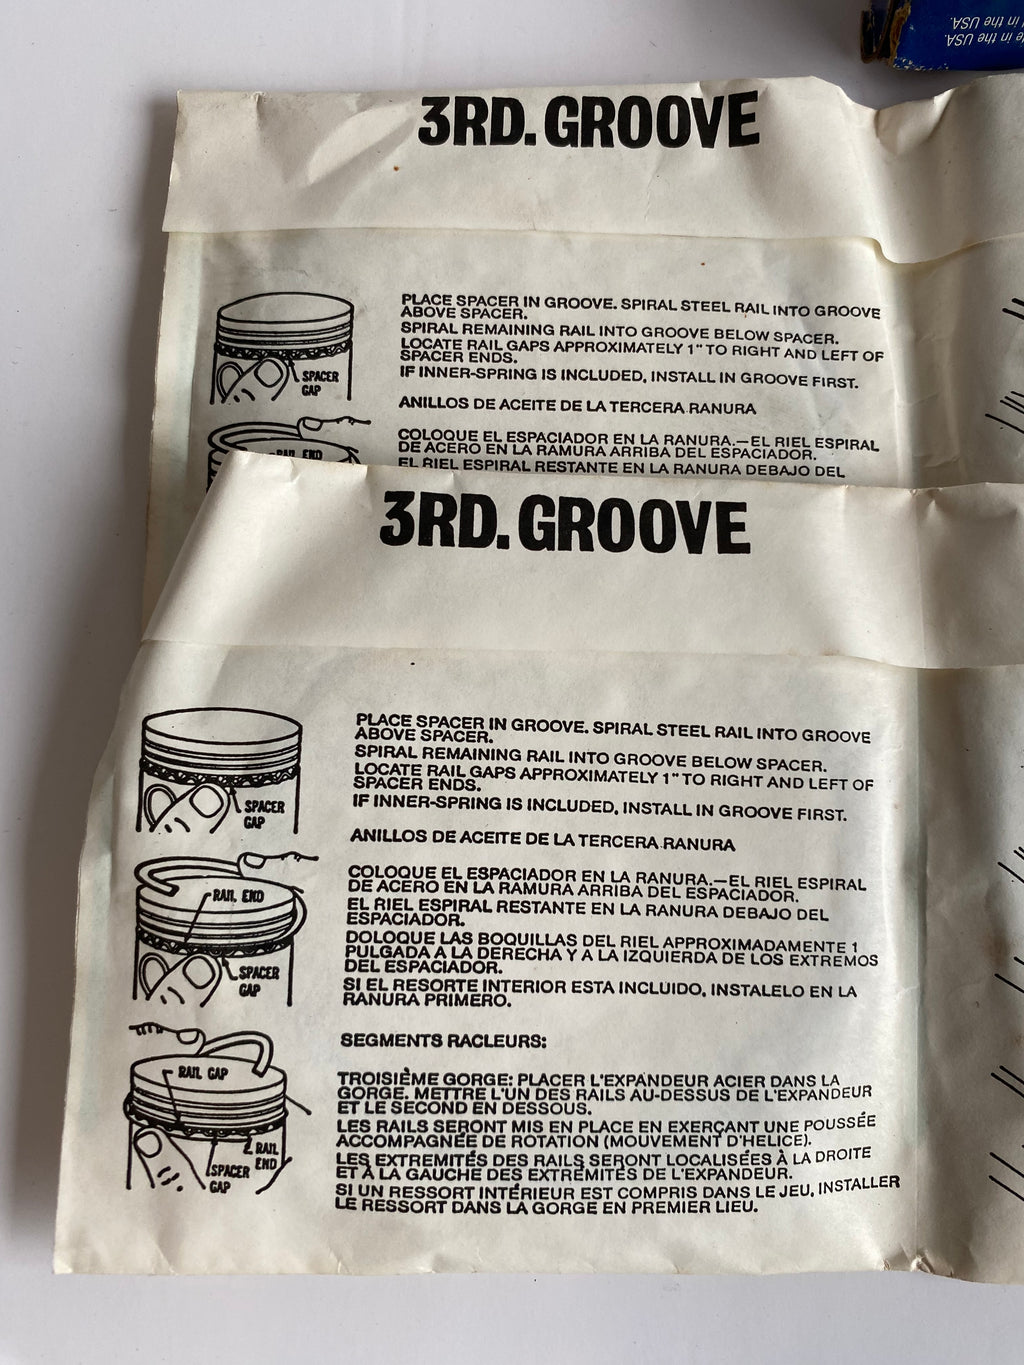 Made in the USA.
Made in the USA.
3RD. GROOVE
PLACE SPACER IN GROOVE. SPIRAL STEEL RAIL INTO GROOVE
ABOVE SPACER.
SPIRAL REMAINING RAIL INTO GROOVE BELOW SPACER.
LOCATE RAIL GAPS APPROXIMATELY 1" TO RIGHT AND LEFT OF
SPACER ENDS.
IF INNER-SPRING IS INCLUDED, INSTALL IN GROOVE FIRST.
SPACER
GAP
ANILLOS DE ACEITE DE LA TERCERA RANURA
COLOQUE EL ESPACIADOR EN LA RANURA.—EL RIEL ESPIRAL
DE ACERO EN LA RAMURA ARRIBA DEL ESPACIADOR.
EL RIEL ESPIRAL RESTANTE EN LA RANURA DEBAJO DEL
RAIL END
3RD. GROOVE
PLACE SPACER IN GROOVE. SPIRAL STEEL RAIL INTO GROOVE
ABOVE SPACER.
SPIRAL REMAINING RAIL INTO GROOVE BELOW SPACER.
LOCATE RAIL GAPS APPROXIMATELY 1" TO RIGHT AND LEFT OF
SPACER ENDS.
IF INNER-SPRING IS INCLUDED, INSTALL IN GROOVE FIRST.
SPACER
GAP
ANILLOS DE ACEITE DE LA TERCERA RANURA
COLOQUE EL ESPACIADOR EN LA RANURA.—EL RIEL ESPIRAL
DE ACERO EN LA RAMURA ARRIBA DEL ESPACIADOR.
EL RIEL ESPIRAL RESTANTE EN LA RANURA DEBAJO DEL
ESPACIADOR.
DOLOQUE LAS BOQUILLAS DEL RIEL APPROXIMADAMENTE 1
PULGADA A LA DERECHA Y A LA IZQUIERDA DE LOS EXTREMOS
DEL ESPACIADOR.
SI EL RESORTE INTERIOR ESTA INCLUIDO, INSTALELO EN LA
RANURA PRIMERO.
RAIL END
SPACER
GAP
SEGMENTS RACLEURS:
TROISIÈME GORGE: PLACER L'EXPANDEUR ACIER DANS LA
GORGE. METTRE L'UN DES RAILS AU-DESSUS DE L'EXPANDEUR
ET LE SECOND EN DESSOUS.
LES RAILS SERONT MIS EN PLACE EN EXERÇANT UNE POUSSÉE
ACCOMPAGNÉE DE ROTATION (MOUVEMENT D'HELICE).
LES EXTREMITÉS DES RAILS SERONT LOCALISÉES À LA DROITE
ET À LA GAUCHE DES EXTRÉMITÉS DE L'EXPANDEUR.
SI UN RESSORT INTÉRIEUR EST COMPRIS DANS LE JEU, INSTALLER
LE RESSORT DANS LA GORGE EN PREMIER LIEU.
RAIL GAP
RAIL
END
SPACER
GAP